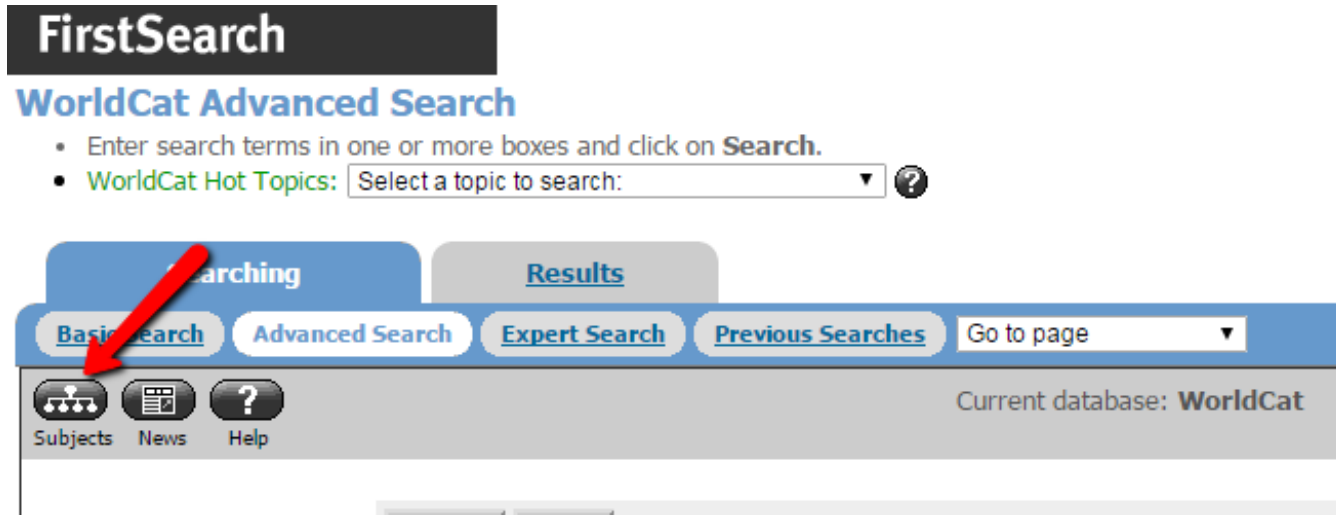 FirstSearch
WorldCat Advanced Search
• Enter search terms in one or more boxes and click on Search.
• WorldCat Hot Topics: Select a topic to search: ▼ ?
Results
Search Advanced Search Expert Search Previous Searches Go to page ▼
? Current database: WorldCat
Subjects News Help